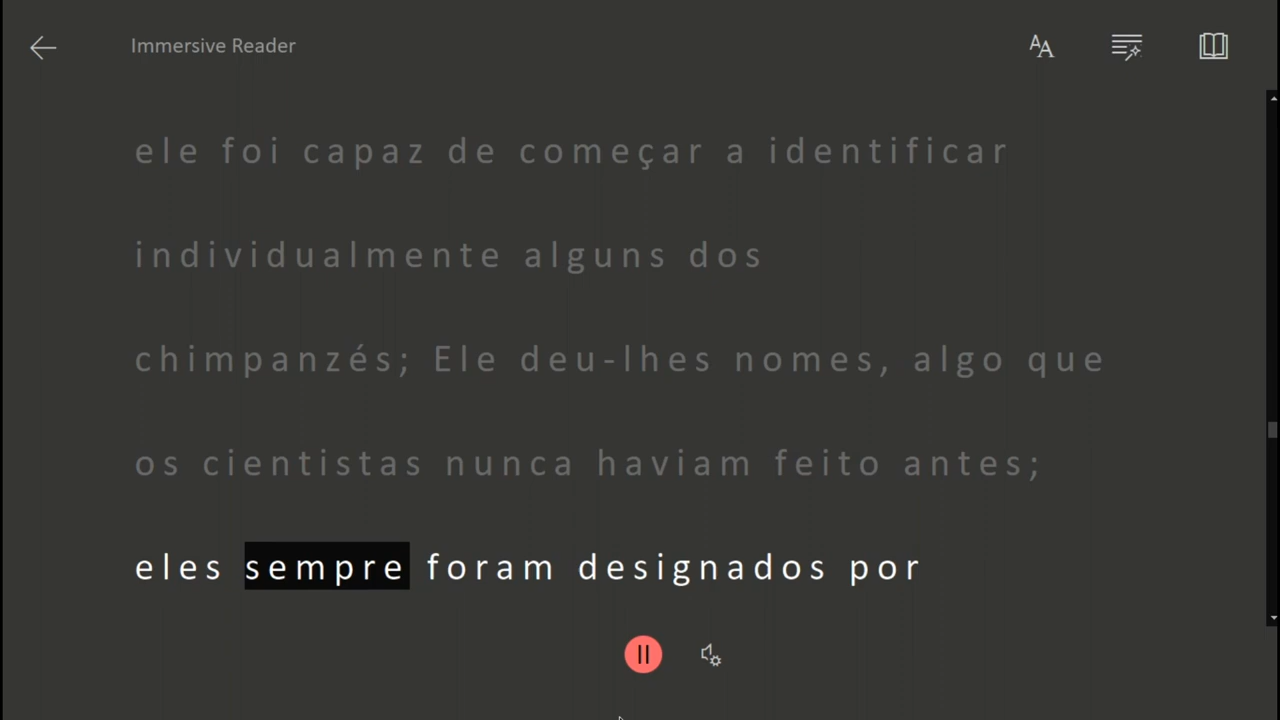 Immersive Reader
ele foi capaz de começar a identificar
individualmente alguns dos
chimpanzés; Ele deu-lhes nomes, algo que
os cientistas nunca haviam feito antes;
eles sempre foram designados por